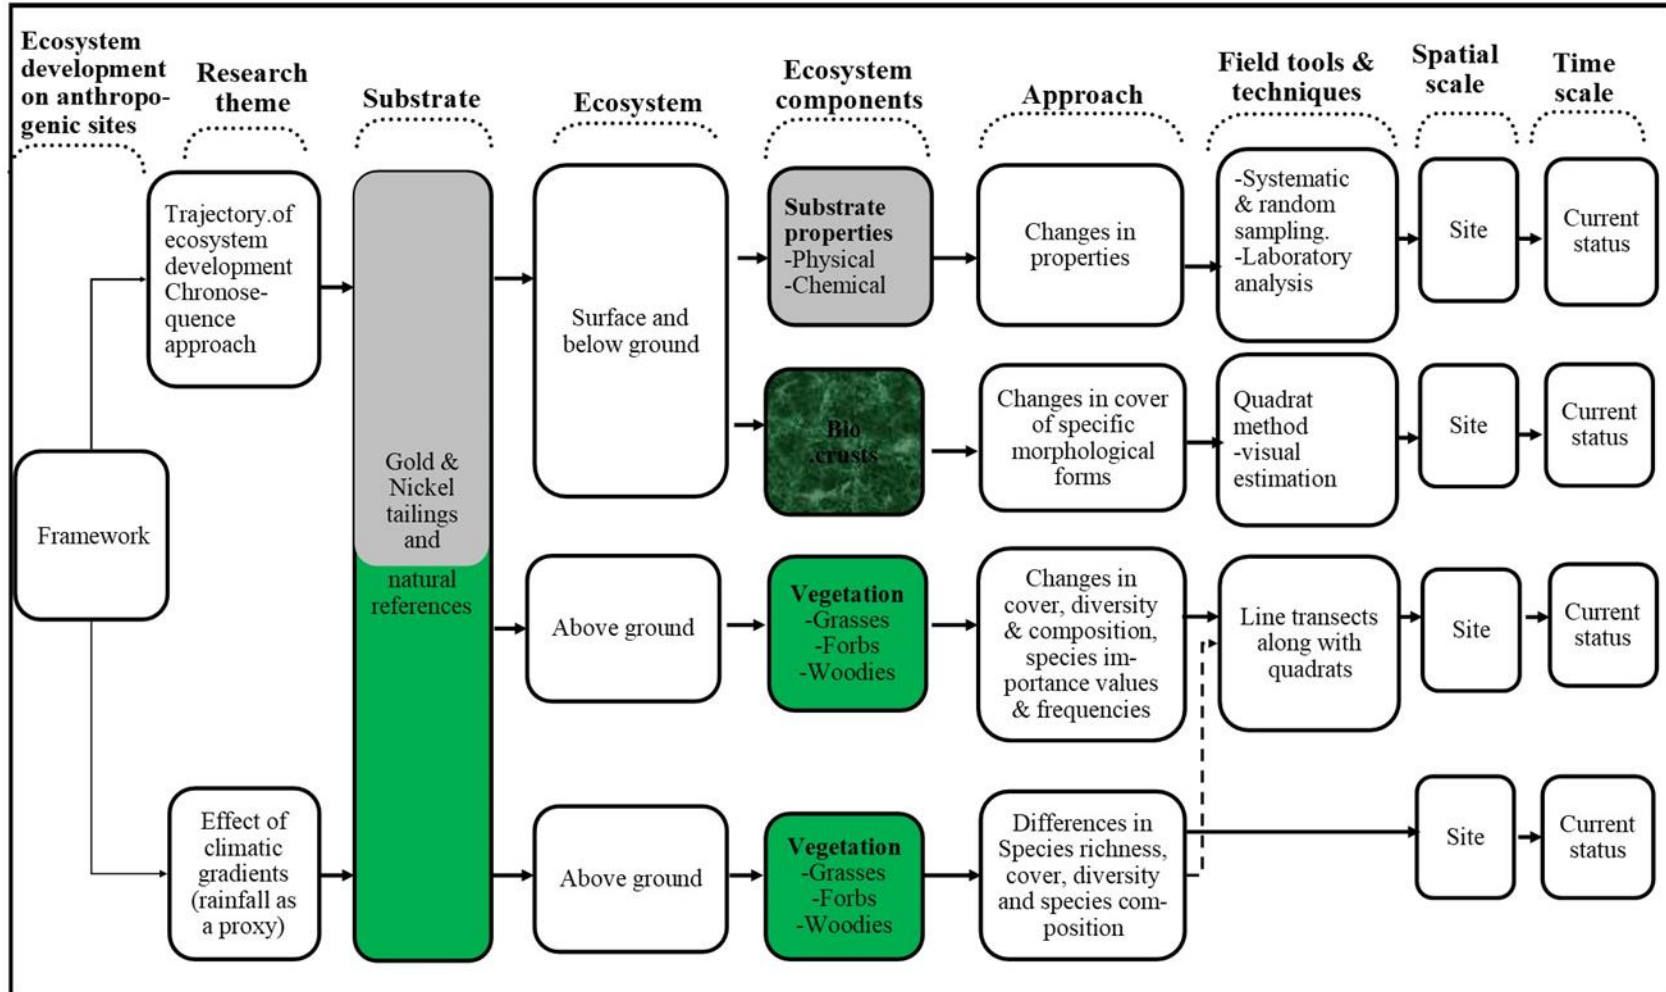 Ecosystem
development
on anthropo-
genic sites
Research
theme
Substrate
Ecosystem
Ecosystem
components
Approach
Field tools &
techniques
Spatial
scale
Time
scale
Framework
Trajectory.of
ecosystem
development
Chronose-
quence
approach
Effect of
climatic
gradients
(rainfall as
a proxy)
Gold &
Nickel
tailings
and
natural
references
Surface and
below ground
Substrate
properties
-Physical
-Chemical
Changes in
properties
-Systematic
& random
sampling.
-Laboratory
analysis
Site
Current
status
Bio
.crusts
Changes in cover
of specific
morphological
forms
Quadrat
method
-visual
estimation
Site
Current
status
Above ground
Vegetation
-Grasses
-Forbs
-Woodies
Changes in
cover, diversity
& composition,
species im-
portance values
& frequencies
Line transects
along with
quadrats
Site
Current
status
Above ground
Vegetation
-Grasses
-Forbs
-Woodies
Differences in
Species richness,
cover, diversity
and species com-
position
Site
Current
status